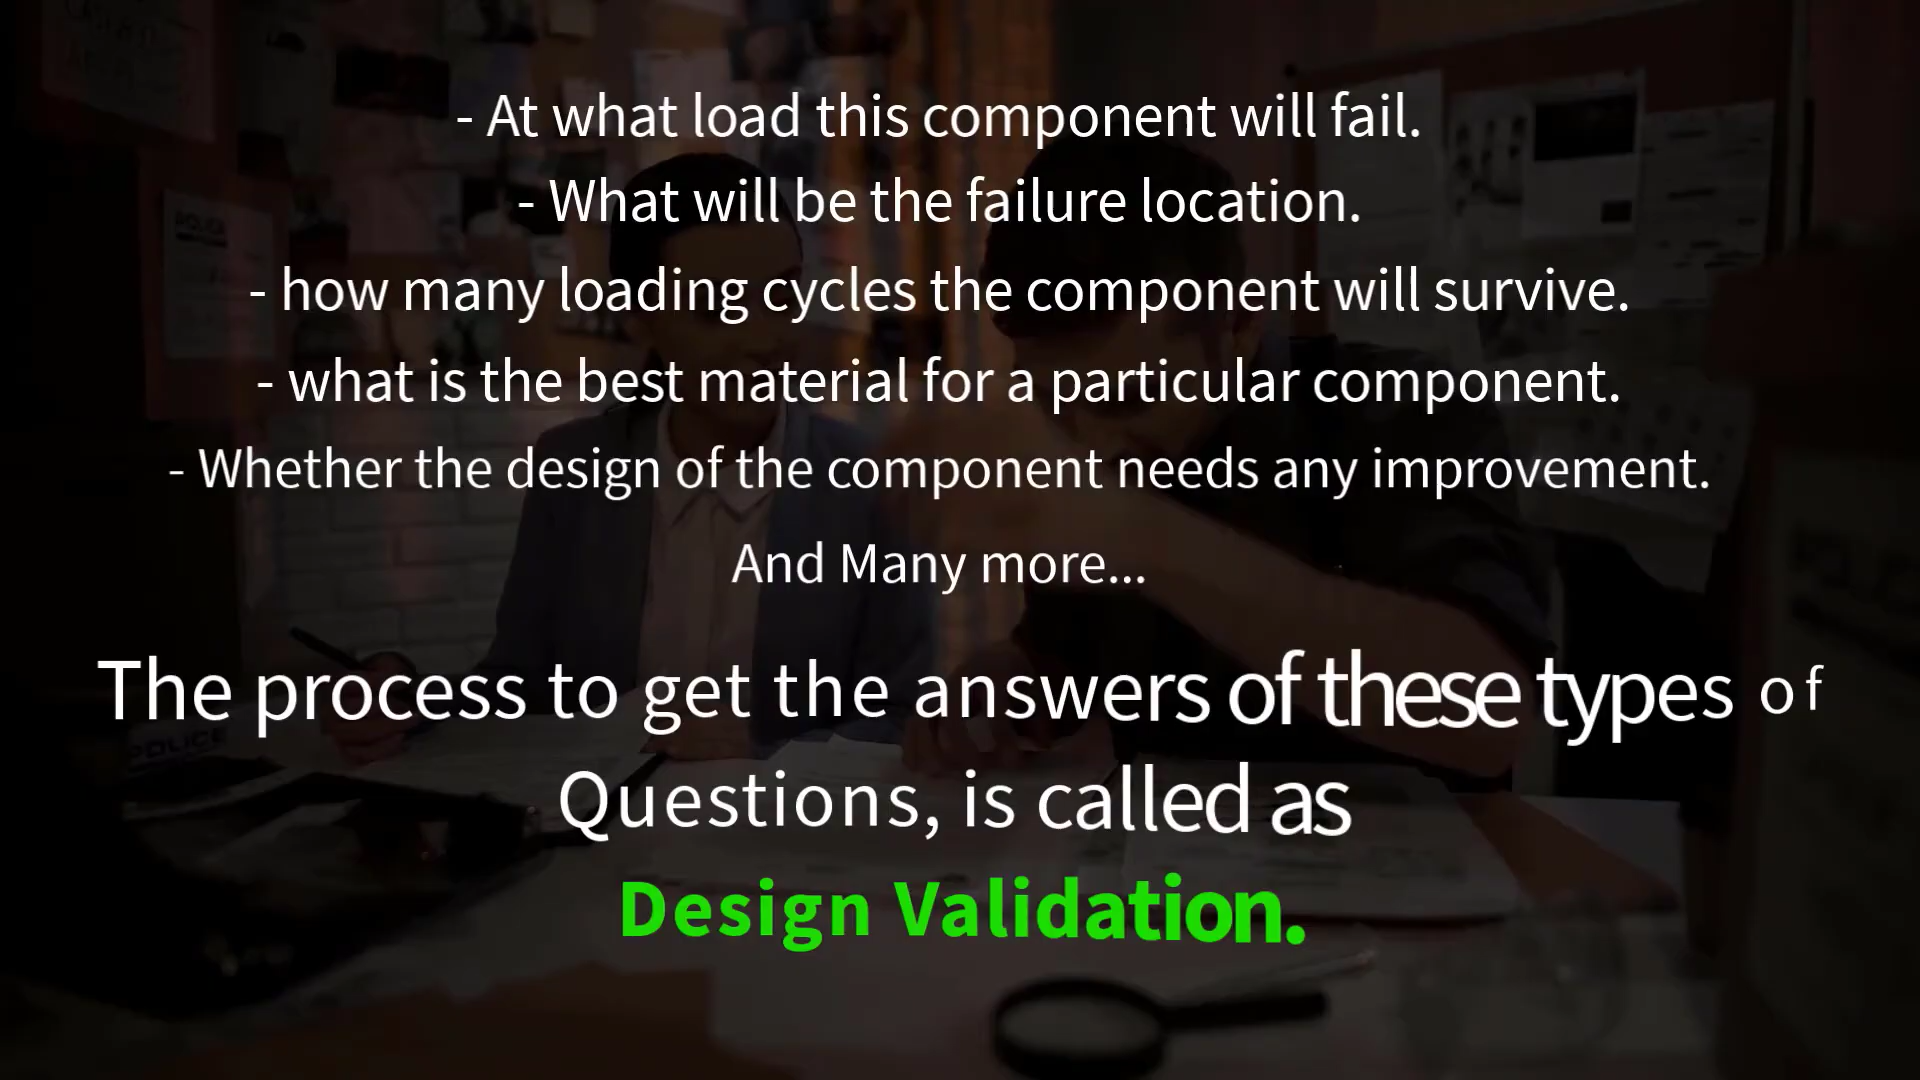 - At what load this component will fail.
- What will be the failure location.
- how many loading cycles the component will survive.
- what is the best material for a particular component.
- Whether the design of the component needs any improvement.
And Many more...
The process to get the answers of these types of
Questions, is called as
Design Validation.
POLICE
POLICE